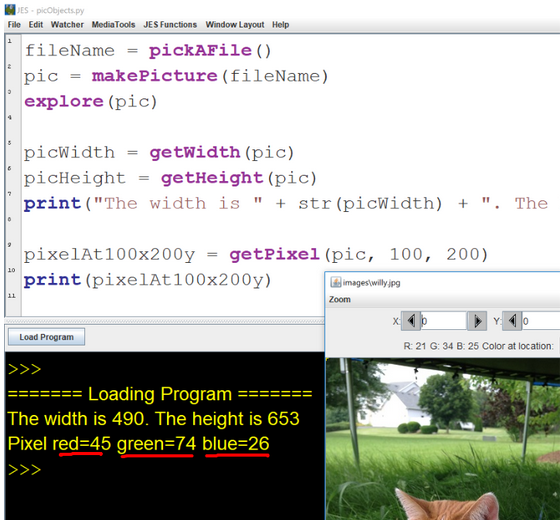 JES - picObjects.py
File Edit Watcher MediaTools JES Functions Window Layout Help
1 fileName = pickAFile()
2 pic = makePicture(fileName)
3 explore(pic)
4
5 picWidth = getWidth(pic)
6 picHeight = getHeight(pic)
7 print("The width is " + str(picWidth) + ". The
8
9 pixelAt100x200y = getPixel(pic, 100, 200)
10 print(pixelAt100x200y)
11
images\willy.jpg
Zoom
X: 0 Y: 0
R: 21 G: 34 B: 25 Color at location:
Load Program
>>>
======= Loading Program =======
The width is 490. The height is 653
Pixel red=45 green=74 blue=26
>>>